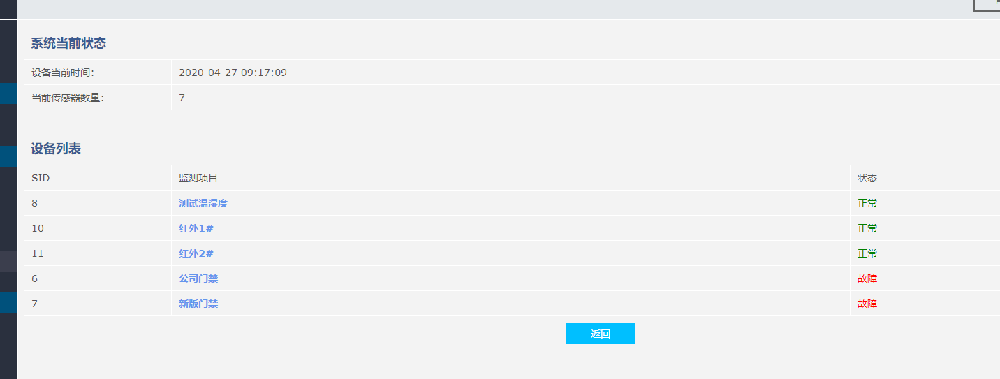 系统当前状态
设备当前时间: 2020-04-27 09:17:09
当前传感器数量: 7
设备列表
SID 监测项目 状态
8 测试温湿度 正常
10 红外1# 正常
11 红外2# 正常
6 公司门禁 故障
7 新版门禁 故障
返回